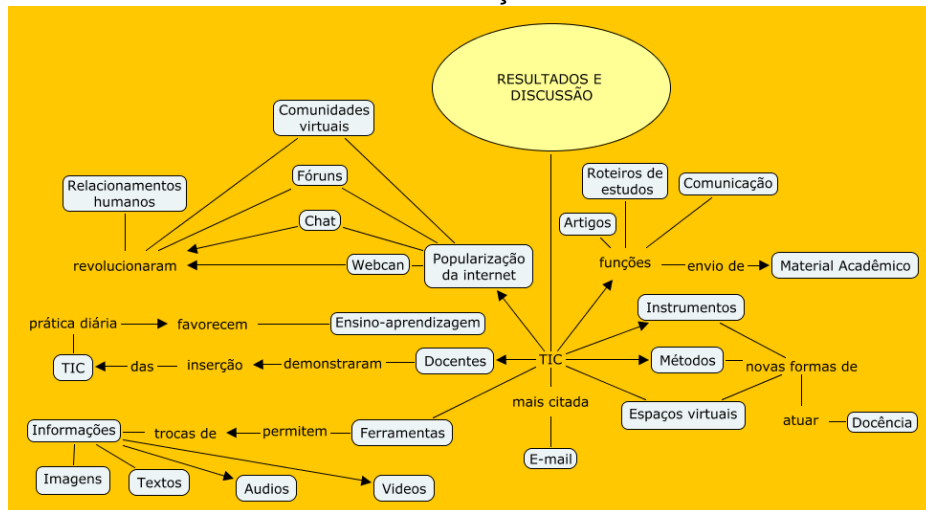 RESULTADOS E
DISCUSSÃO
Comunidades
virtuais
Fóruns
Relacionamentos
humanos
Chat
revolucionaram
Webcan
Popularização
da internet
Roteiros de
estudos
Comunicação
Artigos
funções
envio de
Material Acadêmico
Instrumentos
prática diária
favorecem
Ensino-aprendizagem
TIC
das
inserção
demonstraram
Docentes
TIC
Métodos
novas formas de
mais citada
Espaços virtuais
atuar
Docência
Informações
trocas de
permitem
Ferramentas
E-mail
Imagens
Textos
Audios
Videos